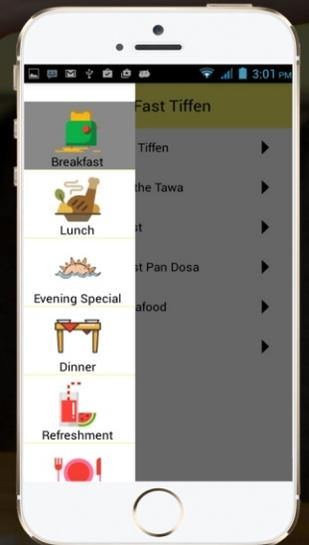 3:01 PM
Fast Tiffen
Breakfast
Tiffen
the Tawa
Lunch
st
Evening Special
st Pan Dosa
afood
Dinner
Refreshment